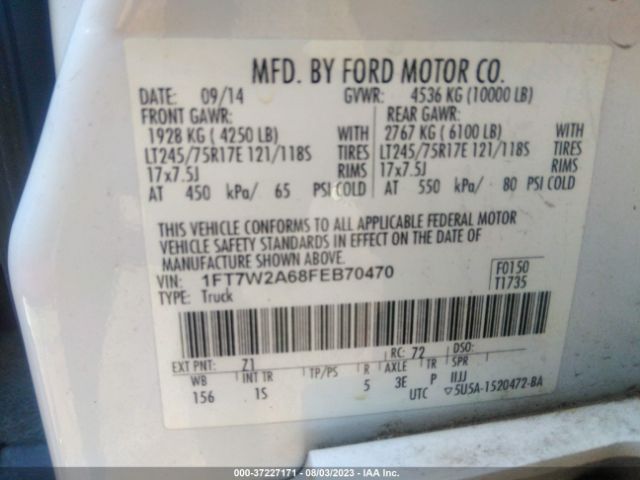 MFD. BY FORD MOTOR CO.
DATE: 09/14 GVWR: 4536 KG (10000 LB)
FRONT GAWR: REAR GAWR:
1928 KG ( 4250 LB) WITH 2767 KG ( 6100 LB) WITH
LT245/75R17E 121/118S TIRES LT245/75R17E 121/118S TIRES
17x7.5J RIMS 17x7.5J RIMS
AT 450 kPa/ 65 PSI COLD AT 550 kPa/ 80 PSI COLD
THIS VEHICLE CONFORMS TO ALL APPLICABLE FEDERAL MOTOR
VEHICLE SAFETY STANDARDS IN EFFECT ON THE DATE OF
MANUFACTURE SHOWN ABOVE.
VIN: 1FT7W2A68FEB70470 F0150
TYPE: Truck T1735
EXT PNT: Z1 RC: 72 DSO:
WB INT TR TP/PS R AXLE TR SPR
156 1S 5 3E P IIJJ
UTC ▽5U5A-1520472-BA
000-37227171 - 08/03/2023 - IAA Inc.